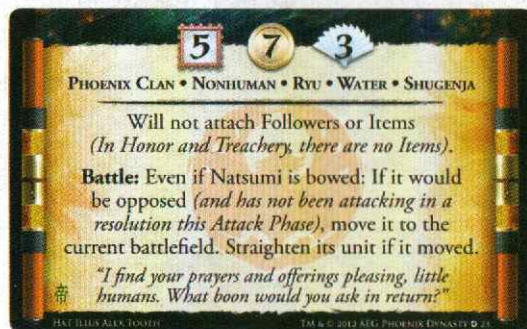 5 7 3
PHOENIX CLAN • NONHUMAN • RYU • WATER • SHUGENJA
Will not attach Followers or Items
(In Honor and Treachery, there are no Items).
Battle: Even if Natsumi is bowed: If it would
be opposed (and has not been attacking in a
resolution this Attack Phase), move it to the
current battlefield. Straighten its unit if it moved.
"I find your prayers and offerings pleasing, little
humans. What boon would you ask in return?"
帝
HAT ILLUS ALEX TOOTH TM & © 2012 AEG PHOENIX DYNASTY